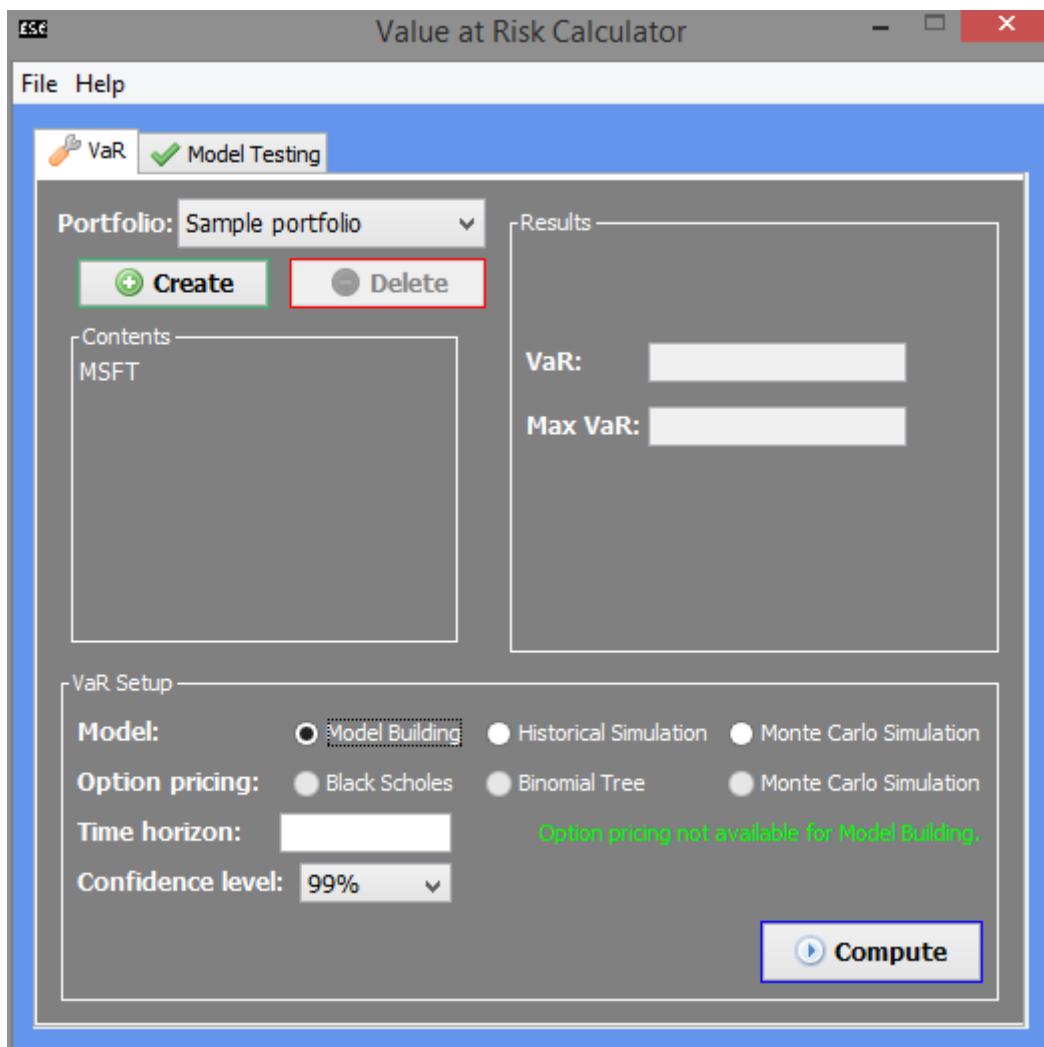 ESG
Value at Risk Calculator
File Help
VaR
Model Testing
Portfolio: Sample portfolio
Create
Delete
Contents
MSFT
Results
VaR:
Max VaR:
VaR Setup
Model: Model Building Historical Simulation Monte Carlo Simulation
Option pricing: Black Scholes Binomial Tree Monte Carlo Simulation
Time horizon: Option pricing not available for Model Building.
Confidence level: 99%
Compute